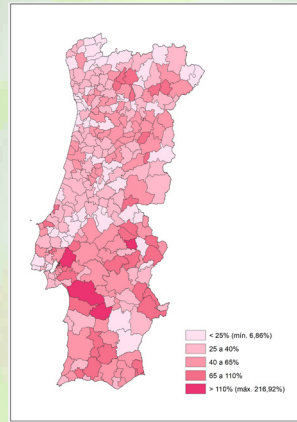 < 25% (mín. 6,86%)
25 a 40%
40 a 65%
65 a 110%
> 110% (máx. 216,92%)